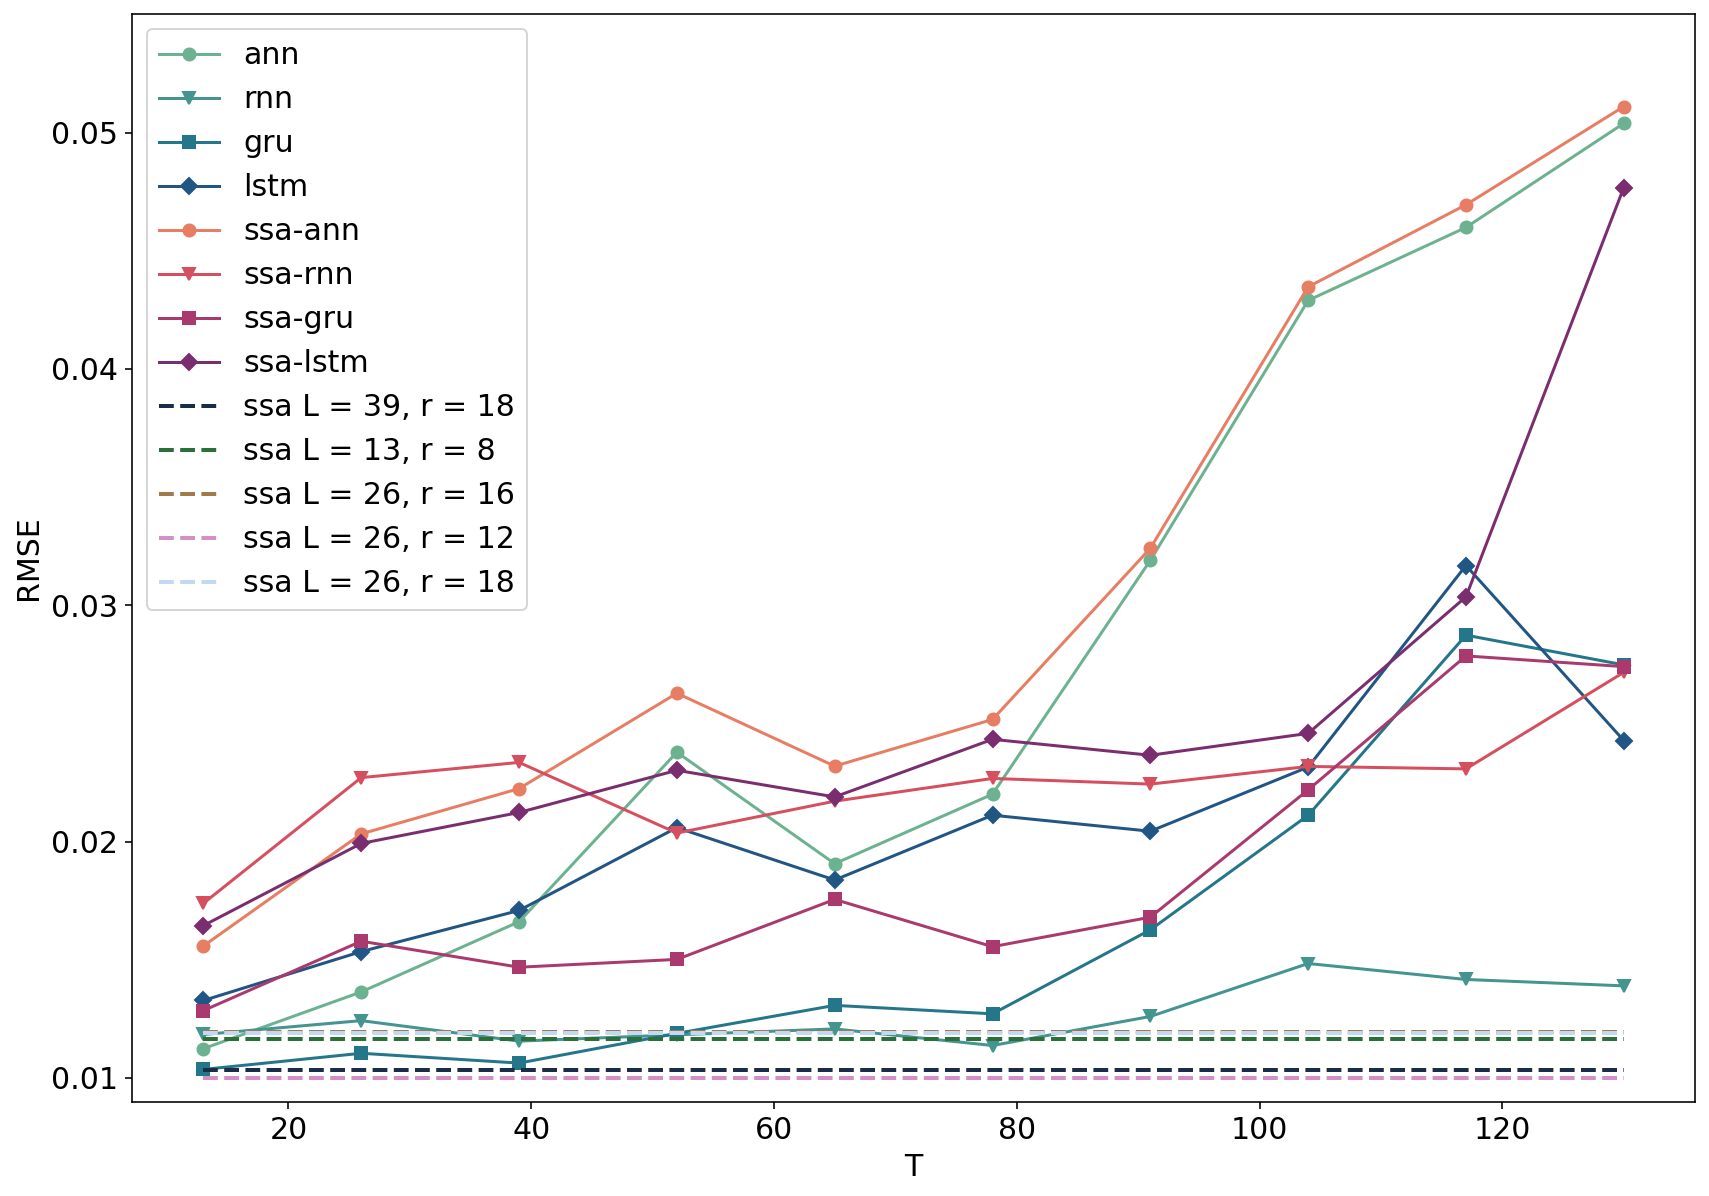 ann
rnn
gru
lstm
ssa-ann
ssa-rnn
ssa-gru
ssa-lstm
ssa L = 39, r = 18
ssa L = 13, r = 8
ssa L = 26, r = 16
ssa L = 26, r = 12
ssa L = 26, r = 18
0.05
0.04
0.03
0.02
0.01
RMSE
20 40 60 80 100 120
T